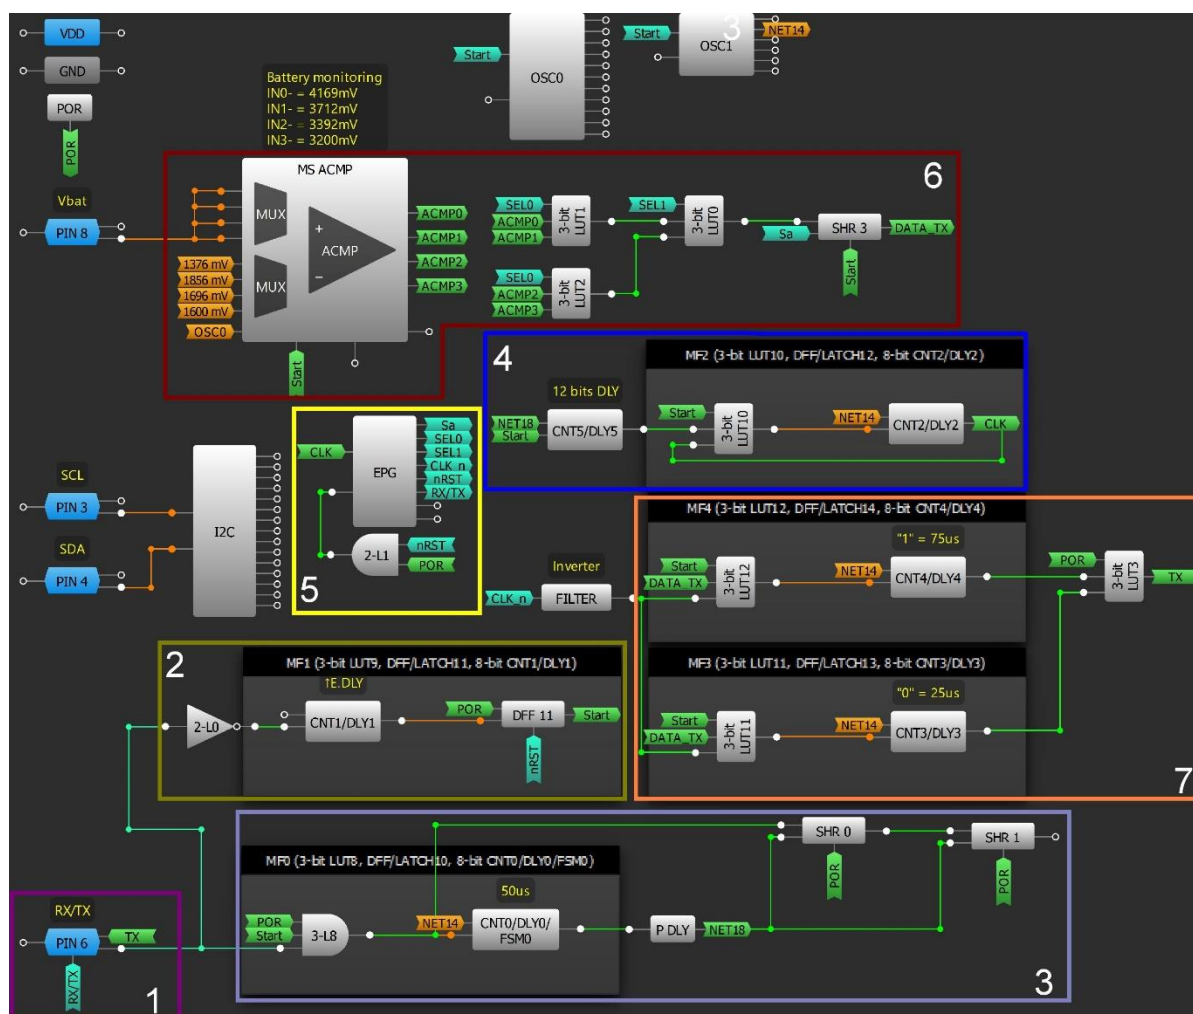 VDD
GND
POR
POR
Vbat
PIN 8
Battery monitoring
IN0- = 4169mV
IN1- = 3712mV
IN2- = 3392mV
IN3- = 3200mV
Start
OSC0
Start
OSC1
3
NET14
MS ACMP
MUX
MUX
+
ACMP
−
1376 mV
1856 mV
1696 mV
1600 mV
OSC0
Start
ACMP0
ACMP1
ACMP2
ACMP3
SEL0
ACMP0
ACMP1
3-bit
LUT1
SEL1
3-bit
LUT0
Sa
SHR 3
DATA_TX
Start
SEL0
ACMP2
ACMP3
3-bit
LUT2
6
4
12 bits DLY
NET18
Start
CNT5/DLY5
MF2 (3-bit LUT10, DFF/LATCH12, 8-bit CNT2/DLY2)
Start
3-bit
LUT10
NET14
CNT2/DLY2
CLK
CLK
EPG
Sa
SEL0
SEL1
CLK_n
nRST
RX/TX
2-L1
nRST
POR
5
SCL
PIN 3
SDA
PIN 4
I2C
Inverter
CLK_n
FILTER
MF4 (3-bit LUT12, DFF/LATCH14, 8-bit CNT4/DLY4)
"1" = 75us
Start
DATA_TX
3-bit
LUT12
NET14
CNT4/DLY4
POR
3-bit
LUT3
TX
MF3 (3-bit LUT11, DFF/LATCH13, 8-bit CNT3/DLY3)
"0" = 25us
Start
DATA_TX
3-bit
LUT11
NET14
CNT3/DLY3
7
2
MF1 (3-bit LUT9, DFF/LATCH11, 8-bit CNT1/DLY1)
↑E.DLY
2-L0
CNT1/DLY1
POR
DFF 11
Start
nRST
MF0 (3-bit LUT8, DFF/LATCH10, 8-bit CNT0/DLY0/FSM0)
50us
POR
Start
3-L8
NET14
CNT0/DLY0/
FSM0
P DLY
NET18
SHR 0
POR
SHR 1
POR
3
RX/TX
PIN 6
TX
RX/TX
1